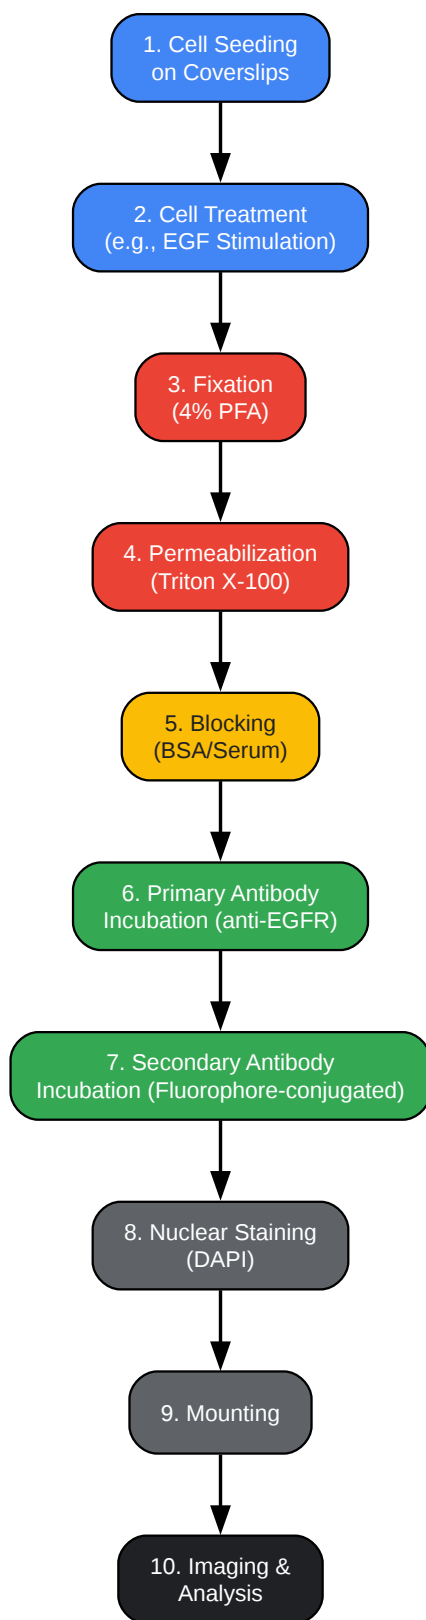 1. Cell Seeding
on Coverslips
2. Cell Treatment
(e.g., EGF Stimulation)
3. Fixation
(4% PFA)
4. Permeabilization
(Triton X-100)
5. Blocking
(BSA/Serum)
6. Primary Antibody
Incubation (anti-EGFR)
7. Secondary Antibody
Incubation (Fluorophore-conjugated)
8. Nuclear Staining
(DAPI)
9. Mounting
10. Imaging &
Analysis